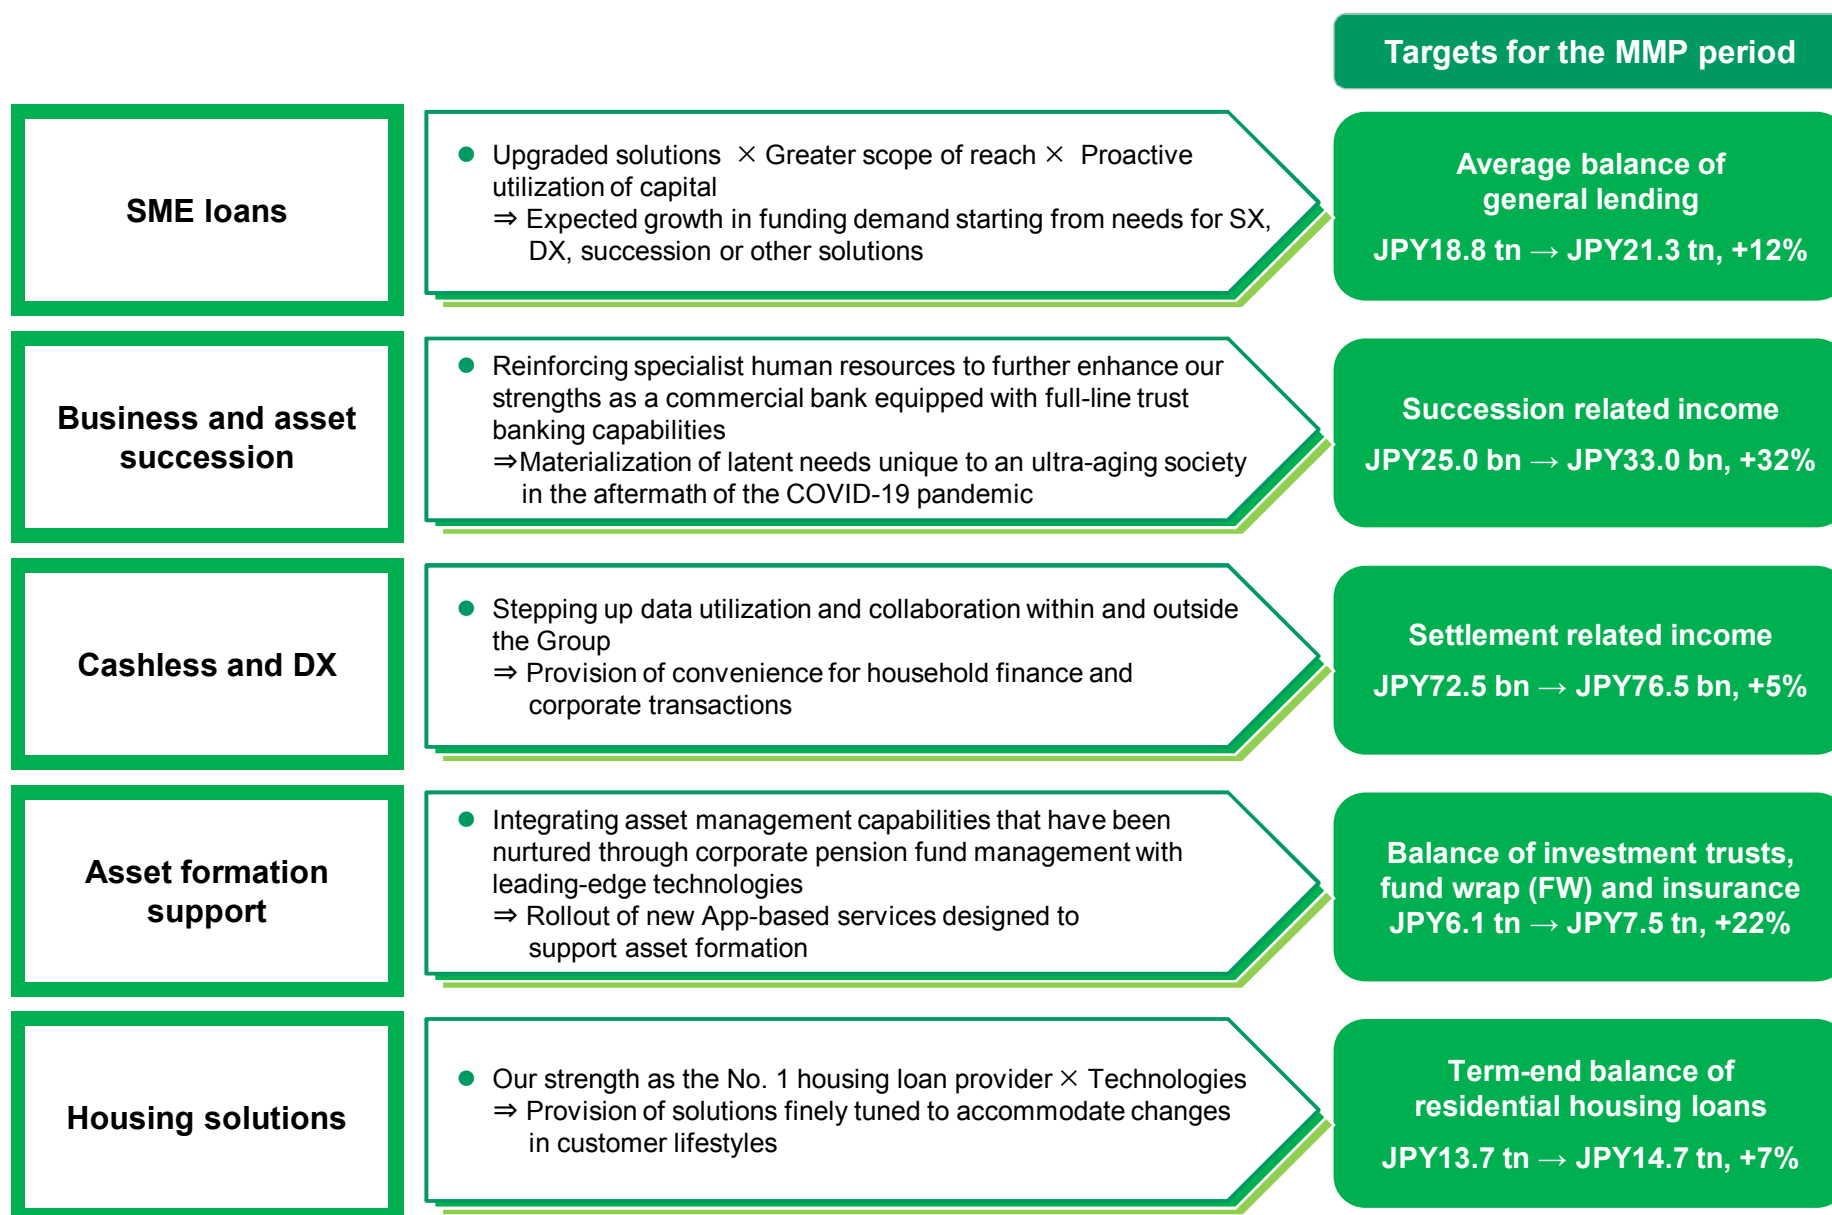 Targets for the MMP period
SME loans
● Upgraded solutions × Greater scope of reach × Proactive
utilization of capital
⇒ Expected growth in funding demand starting from needs for SX,
DX, succession or other solutions
Average balance of
general lending
JPY18.8 tn → JPY21.3 tn, +12%
Business and asset
succession
● Reinforcing specialist human resources to further enhance our
strengths as a commercial bank equipped with full-line trust
banking capabilities
⇒Materialization of latent needs unique to an ultra-aging society
in the aftermath of the COVID-19 pandemic
Succession related income
JPY25.0 bn → JPY33.0 bn, +32%
Cashless and DX
● Stepping up data utilization and collaboration within and outside
the Group
⇒ Provision of convenience for household finance and
corporate transactions
Settlement related income
JPY72.5 bn → JPY76.5 bn, +5%
Asset formation
support
● Integrating asset management capabilities that have been
nurtured through corporate pension fund management with
leading-edge technologies
⇒ Rollout of new App-based services designed to
support asset formation
Balance of investment trusts,
fund wrap (FW) and insurance
JPY6.1 tn → JPY7.5 tn, +22%
Housing solutions
● Our strength as the No. 1 housing loan provider × Technologies
⇒ Provision of solutions finely tuned to accommodate changes
in customer lifestyles
Term-end balance of
residential housing loans
JPY13.7 tn → JPY14.7 tn, +7%